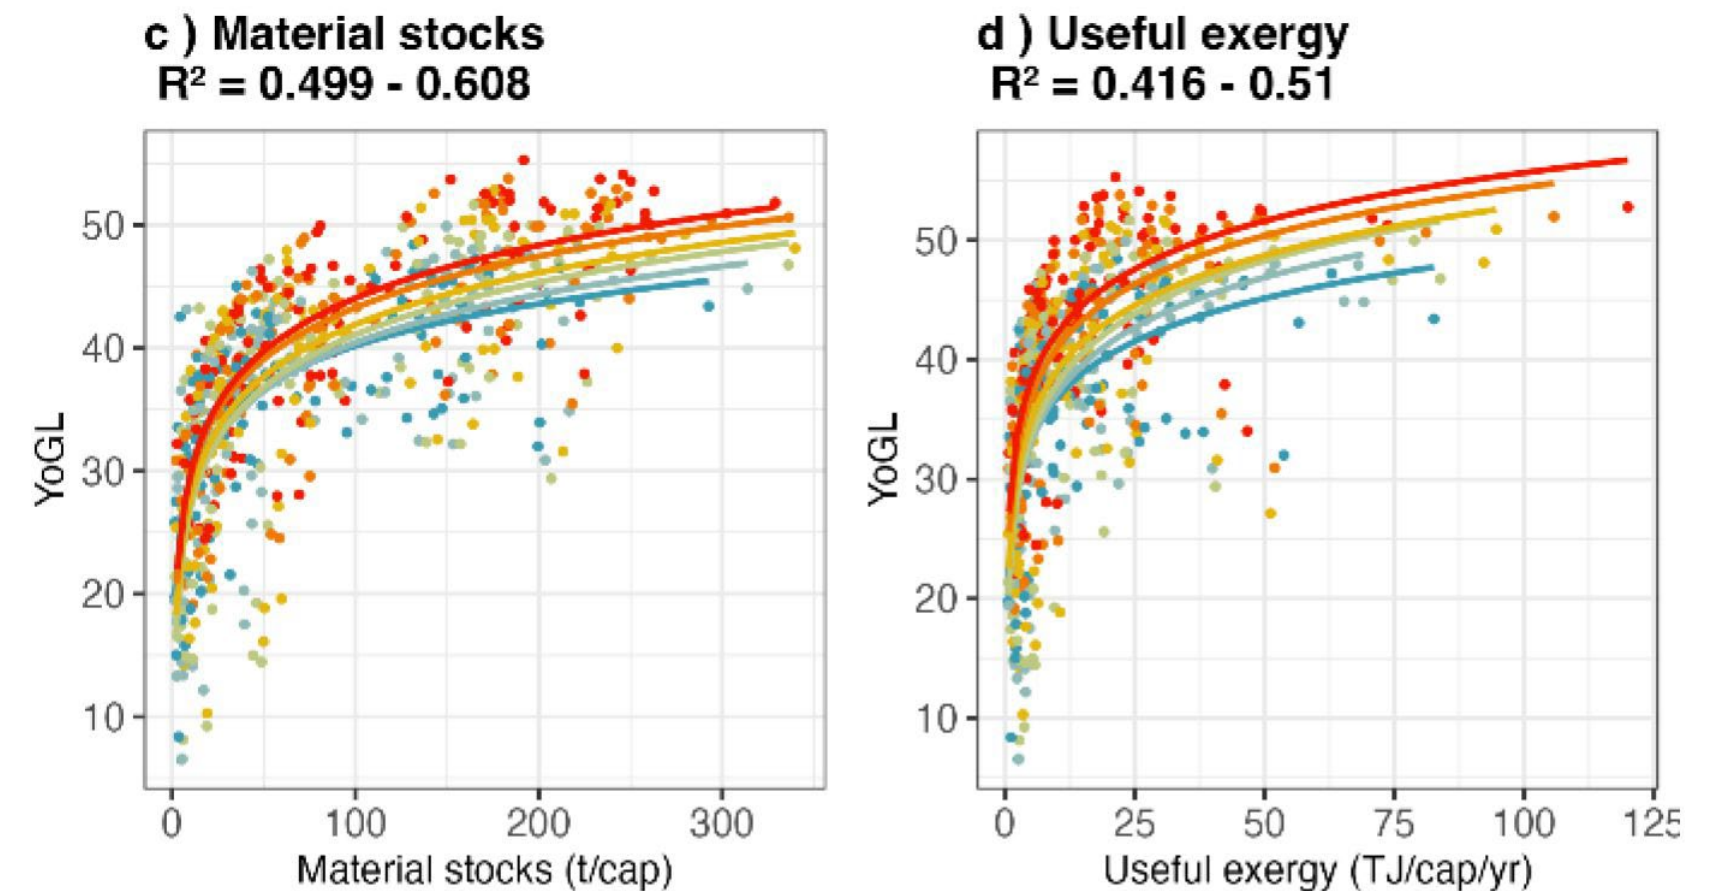 c ) Material stocks
R² = 0.499 - 0.608
YoGL
50
40
30
20
10
0 100 200 300
Material stocks (t/cap)
d ) Useful exergy
R² = 0.416 - 0.51
YoGL
50
40
30
20
10
0 25 50 75 100 125
Useful exergy (TJ/cap/yr)